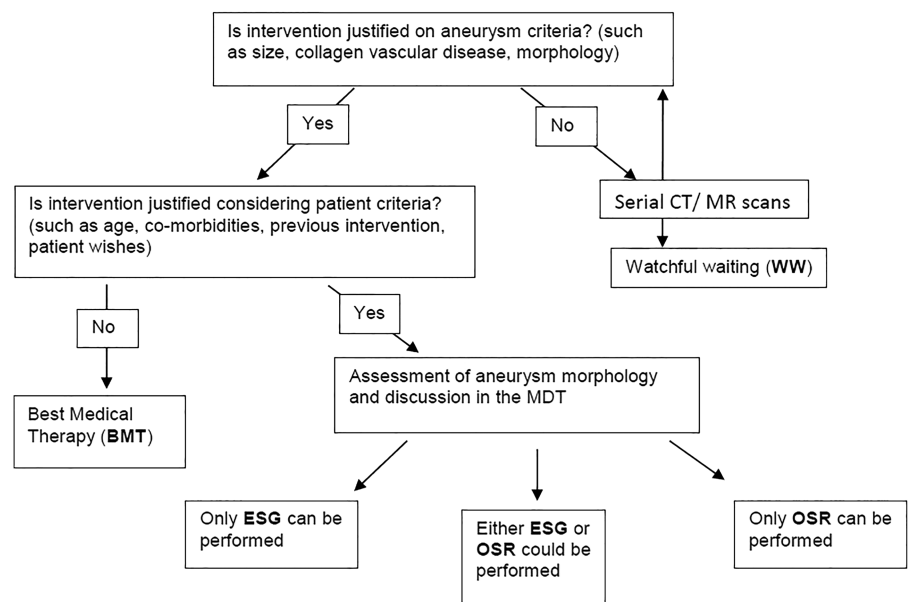 Is intervention justified on aneurysm criteria? (such
as size, collagen vascular disease, morphology)
Yes
No
Is intervention justified considering patient criteria?
(such as age, co-morbidities, previous intervention,
patient wishes)
Serial CT/ MR scans
Watchful waiting (WW)
No
Yes
Assessment of aneurysm morphology
and discussion in the MDT
Best Medical
Therapy (BMT)
Only ESG can be
performed
Either ESG or
OSR could be
performed
Only OSR can be
performed